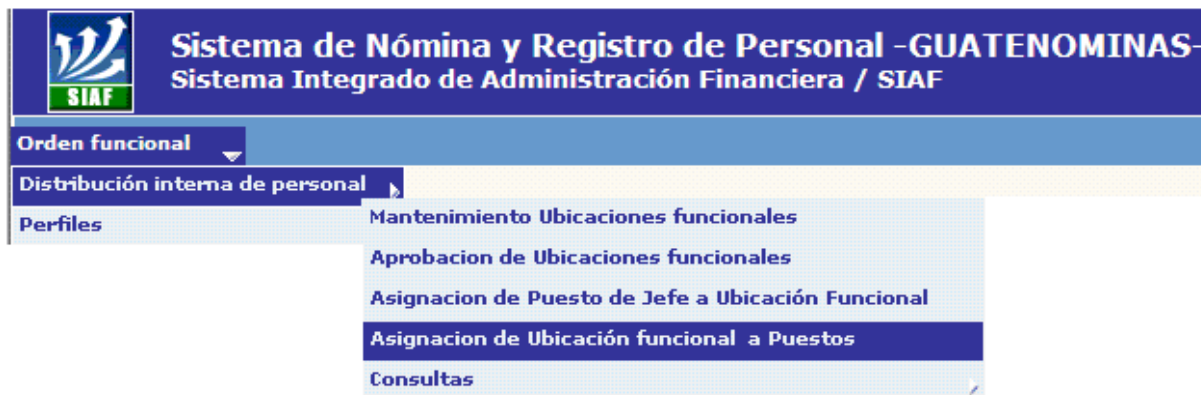 Sistema de Nómina y Registro de Personal -GUATENOMINAS-
Sistema Integrado de Administración Financiera / SIAF
SIAF
Orden funcional
Distribución interna de personal
Perfiles
Mantenimiento Ubicaciones funcionales
Aprobacion de Ubicaciones funcionales
Asignacion de Puesto de Jefe a Ubicación Funcional
Asignacion de Ubicación funcional a Puestos
Consultas